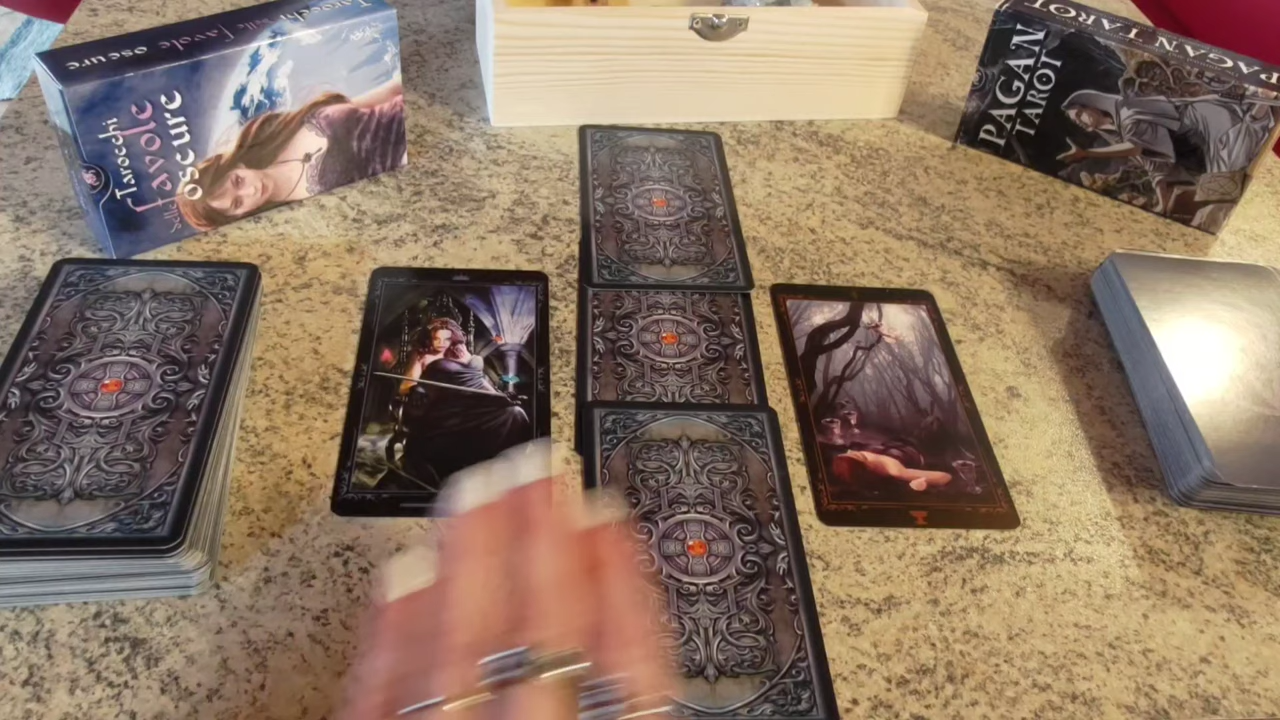 Tarocchi delle favole oscure
Tarocchi
delle favole
oscure
PAGAN TAROT
PAGAN
TAROT